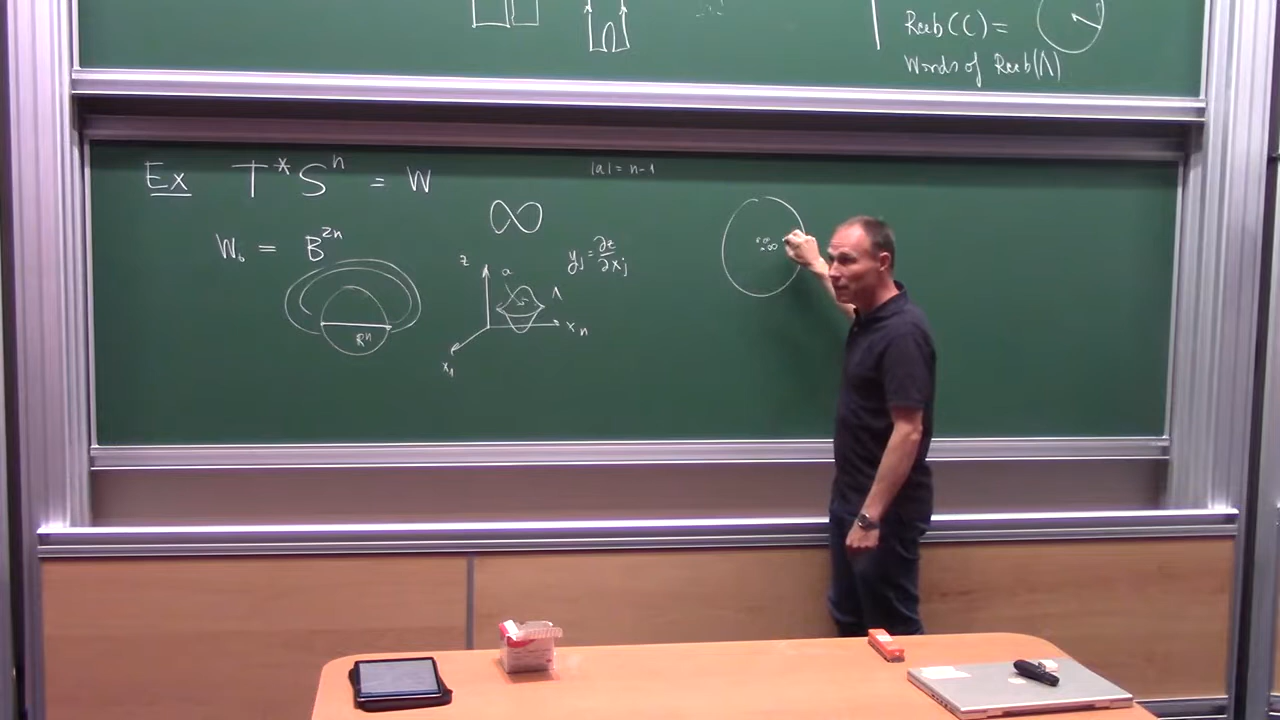 Reeb(C) =
Words of Reeb(Λ)
Ex T*Sⁿ = W
|a| = n-1
W₀ = B²ⁿ
yⱼ = ∂z/∂xⱼ
z
a
Λ
Rⁿ
xₙ
x₁